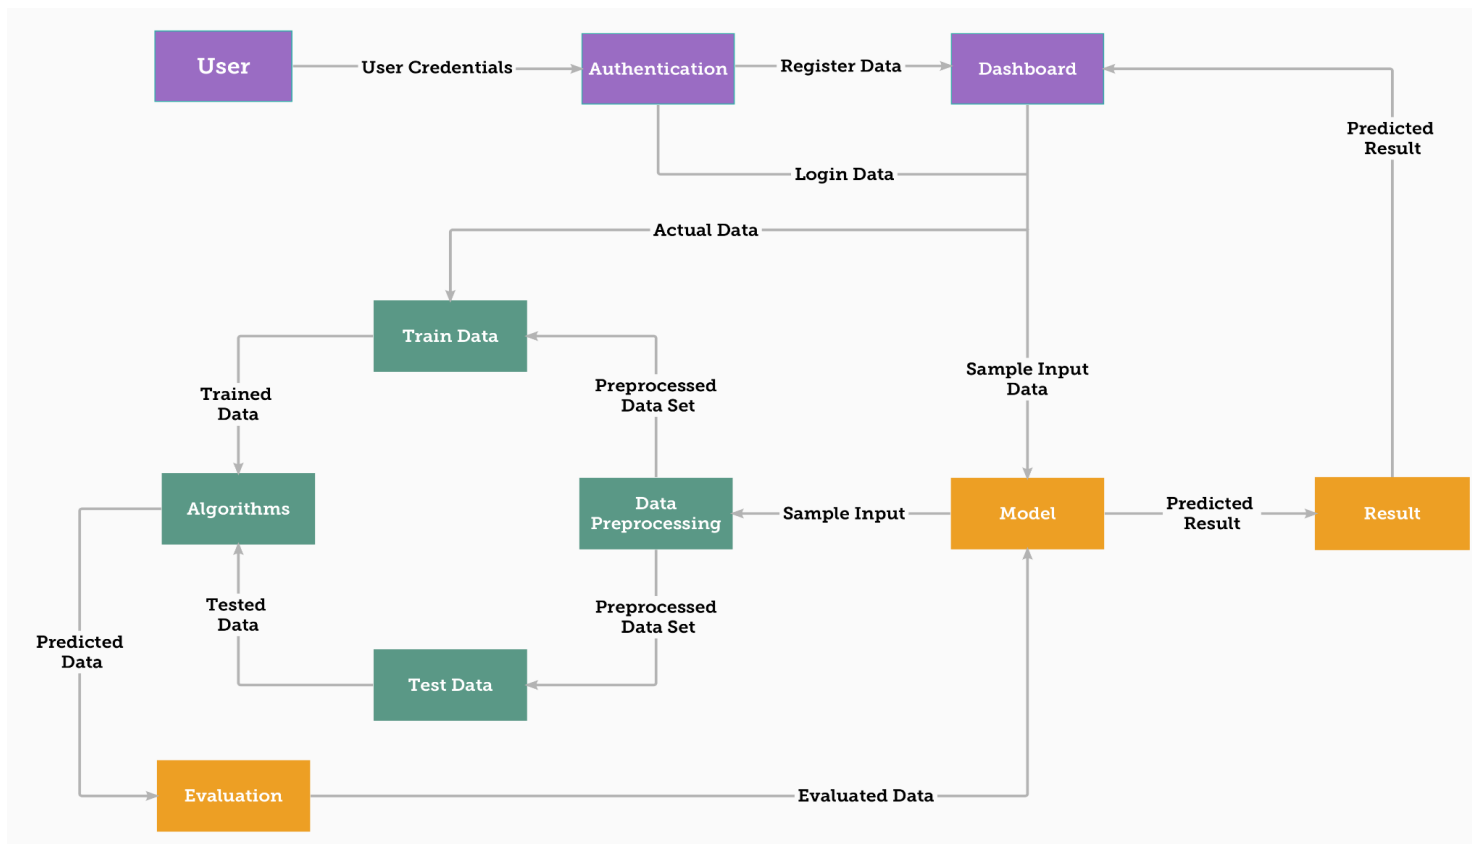 User
User Credentials
Authentication
Register Data
Dashboard
Predicted
Result
Login Data
Actual Data
Train Data
Sample Input
Data
Preprocessed
Data Set
Trained
Data
Algorithms
Data
Preprocessing
Sample Input
Model
Predicted
Result
Result
Tested
Data
Preprocessed
Data Set
Predicted
Data
Test Data
Evaluation
Evaluated Data